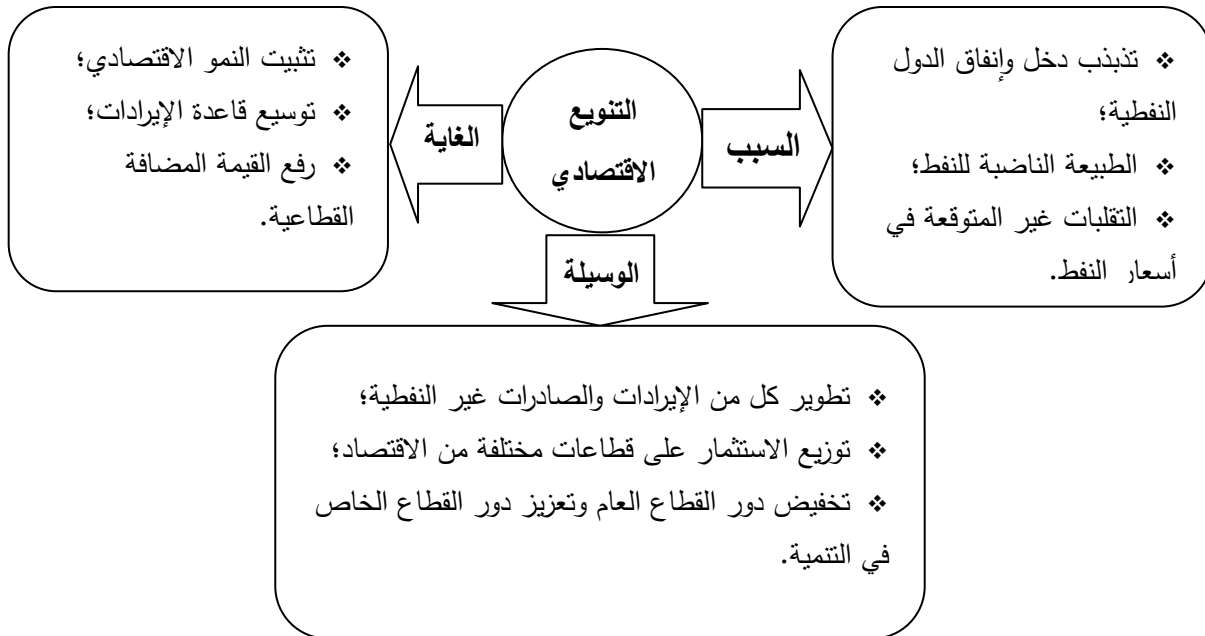 التنويع
الاقتصادي
السبب
❖ تذبذب دخل وإنفاق الدول
النفطية؛
❖ الطبيعة الناضبة للنفط؛
❖ التقلبات غير المتوقعة في
أسعار النفط.
الغاية
❖ تثبيت النمو الاقتصادي؛
❖ توسيع قاعدة الإيرادات؛
❖ رفع القيمة المضافة
القطاعية.
الوسيلة
❖ تطوير كل من الإيرادات والصادرات غير النفطية؛
❖ توزيع الاستثمار على قطاعات مختلفة من الاقتصاد؛
❖ تخفيض دور القطاع العام وتعزيز دور القطاع الخاص
في التنمية.